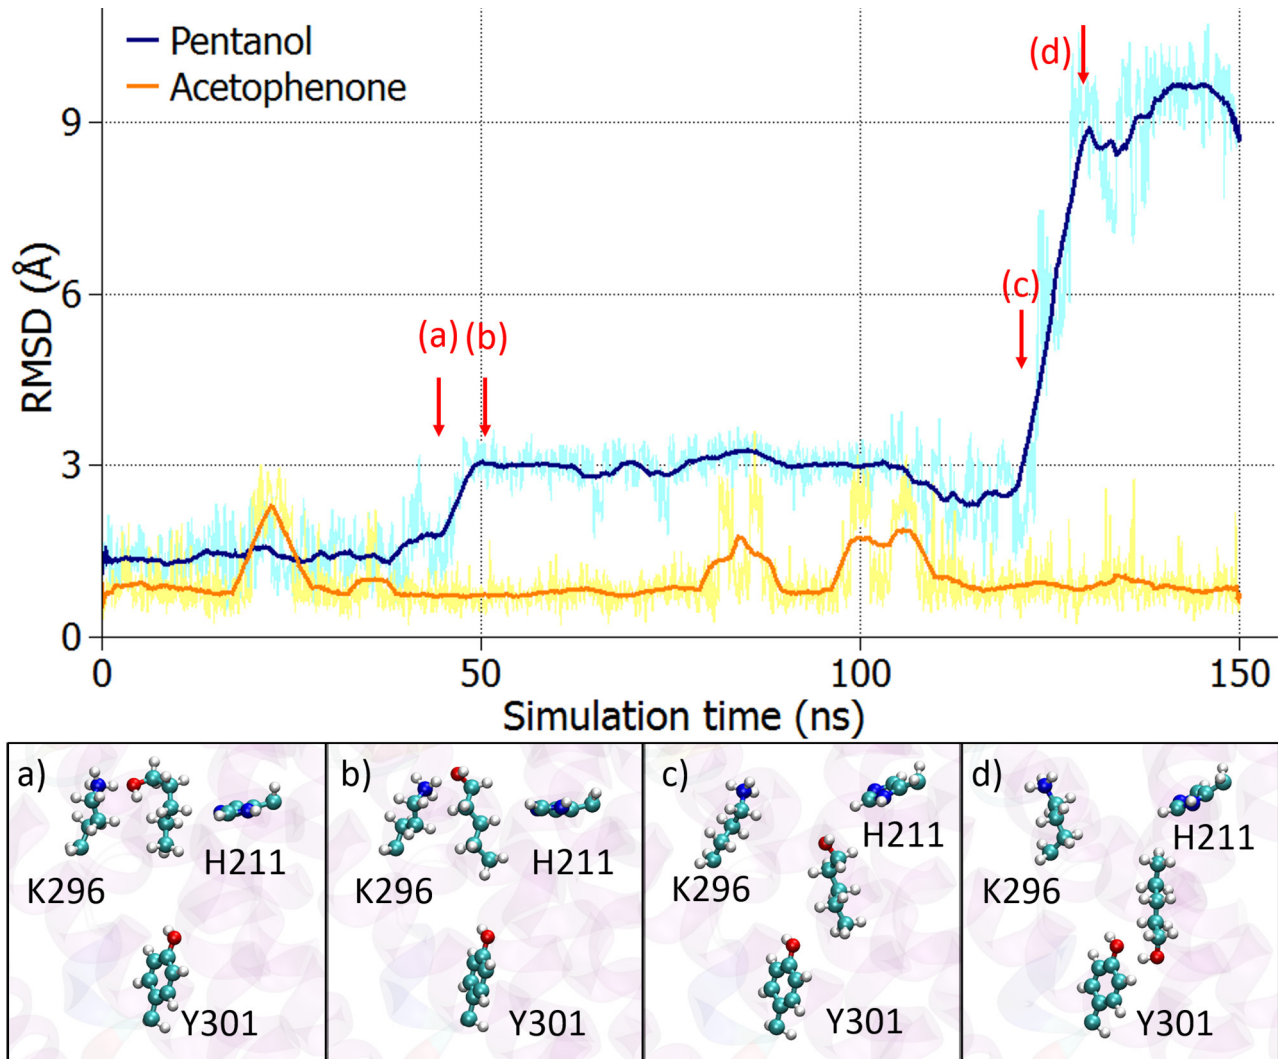 Pentanol
Acetophenone
(d)
9
(c)
6
(a) (b)
RMSD (Å)
3
0
0 50 100 150
Simulation time (ns)
a) b) c) d)
H211 H211 H211 H211
K296 K296 K296 K296
Y301 Y301 Y301 Y301